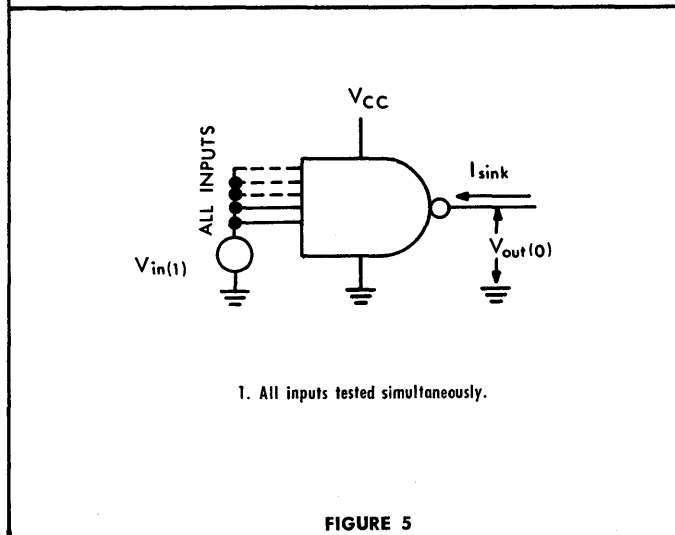 VCC
ALL INPUTS
Isink
Vin(1)
Vout(0)
1. All inputs tested simultaneously.
FIGURE 5